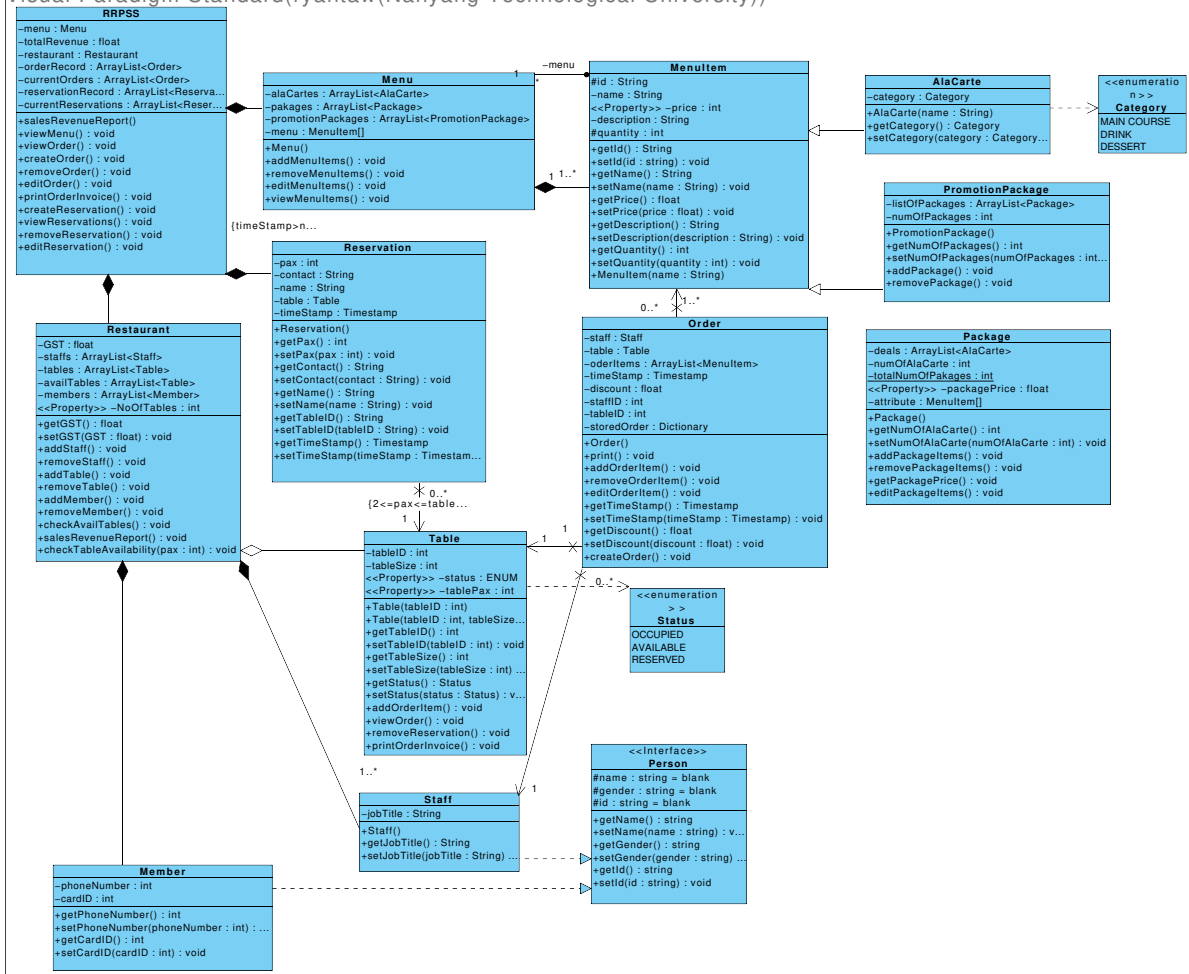 Visual Paradigm Standard(ryantaw(Nanyang Technological University))
RRPSS
-menu : Menu
-totalRevenue : float
-restaurant : Restaurant
-orderRecord : ArrayList<Order>
-currentOrders : ArrayList<Order>
-reservationRecord : ArrayList<Reserva...
-currentReservations : ArrayList<Reser...
+salesRevenueReport()
+viewMenu() : void
+viewOrder() : void
+createOrder() : void
+removeOrder() : void
+editOrder() : void
+printOrderInvoice() : void
+createReservation() : void
+viewReservations() : void
+removeReservation() : void
+editReservation() : void
Menu
-alaCartes : ArrayList<AlaCarte>
-pakages : ArrayList<Package>
-promotionPackages : ArrayList<PromotionPackage>
-menu : MenuItem[]
+Menu()
+addMenuItems() : void
+removeMenuItems() : void
+editMenuItems() : void
+viewMenuItems() : void
1
-menu
*
1
1..*
MenuItem
#id : String
-name : String
<<Property>> -price : int
-description : String
#quantity : int
+getId() : String
+setId(id : string) : void
+getName() : String
+setName(name : String) : void
+getPrice() : float
+setPrice(price : float) : void
+getDescription() : String
+setDescription(description : String) : void
+getQuantity() : int
+setQuantity(quantity : int) : void
+MenuItem(name : String)
AlaCarte
-category : Category
+AlaCarte(name : String)
+getCategory() : Category
+setCategory(category : Category...
<<enumeratio
n >>
Category
MAIN COURSE
DRINK
DESSERT
PromotionPackage
-listOfPackages : ArrayList<Package>
-numOfPackages : int
+PromotionPackage()
+getNumOfPackages() : int
+setNumOfPackages(numOfPackages : int...
+addPackage() : void
+removePackage() : void
{timeStamp>n...
Reservation
-pax : int
-contact : String
-name : String
-table : Table
-timeStamp : Timestamp
+Reservation()
+getPax() : int
+setPax(pax : int) : void
+getContact() : String
+setContact(contact : String) : void
+getName() : String
+setName(name : String) : void
+getTableID() : String
+setTableID(tableID : String) : void
+getTimeStamp() : Timestamp
+setTimeStamp(timeStamp : Timestam...
0..*
1..*
Restaurant
-GST : float
-staffs : ArrayList<Staff>
-tables : ArrayList<Table>
-availTables : ArrayList<Table>
-members : ArrayList<Member>
<<Property>> -NoOfTables : int
+getGST() : float
+setGST(GST : float) : void
+addStaff() : void
+removeStaff() : void
+addTable() : void
+removeTable() : void
+addMember() : void
+removeMember() : void
+checkAvailTables() : void
+salesRevenueReport() : void
+checkTableAvailability(pax : int) : void
Order
-staff : Staff
-table : Table
-oderItems : ArrayList<MenuItem>
-timeStamp : Timestamp
-discount : float
-staffID : int
-tableID : int
-storedOrder : Dictionary
+Order()
+print() : void
+addOrderItem() : void
+removeOrderItem() : void
+editOrderItem() : void
+getTimeStamp() : Timestamp
+setTimeStamp(timeStamp : Timestamp) : void
+getDiscount() : float
+setDiscount(discount : float) : void
+createOrder() : void
Package
-deals : ArrayList<AlaCarte>
-numOfAlaCarte : int
-totalNumOfPakages : int
<<Property>> -packagePrice : float
-attribute : MenuItem[]
+Package()
+getNumOfAlaCarte() : int
+setNumOfAlaCarte(numOfAlaCarte : int) : void
+addPackageItems() : void
+removePackageItems() : void
+getPackagePrice() : void
+editPackageItems() : void
0..*
{2<=pax<=table...
1
1
1
0..*
Table
-tableID : int
-tableSize : int
<<Property>> -status : ENUM
<<Property>> -tablePax : int
+Table(tableID : int)
+Table(tableID : int, tableSize...
+getTableID() : int
+setTableID(tableID : int) : void
+getTableSize() : int
+setTableSize(tableSize : int) ...
+getStatus() : Status
+setStatus(status : Status) : v...
+addOrderItem() : void
+viewOrder() : void
+removeReservation() : void
+printOrderInvoice() : void
<<enumeration
> >
Status
OCCUPIED
AVAILABLE
RESERVED
1..*
1
Staff
-jobTitle : String
+Staff()
+getJobTitle() : String
+setJobTitle(jobTitle : String) ...
<<Interface>>
Person
#name : string = blank
#gender : string = blank
#id : string = blank
+getName() : string
+setName(name : string) : v...
+getGender() : string
+setGender(gender : string) ...
+getId() : string
+setId(id : string) : void
Member
-phoneNumber : int
-cardID : int
+getPhoneNumber() : int
+setPhoneNumber(phoneNumber : int) : ...
+getCardID() : int
+setCardID(cardID : int) : void